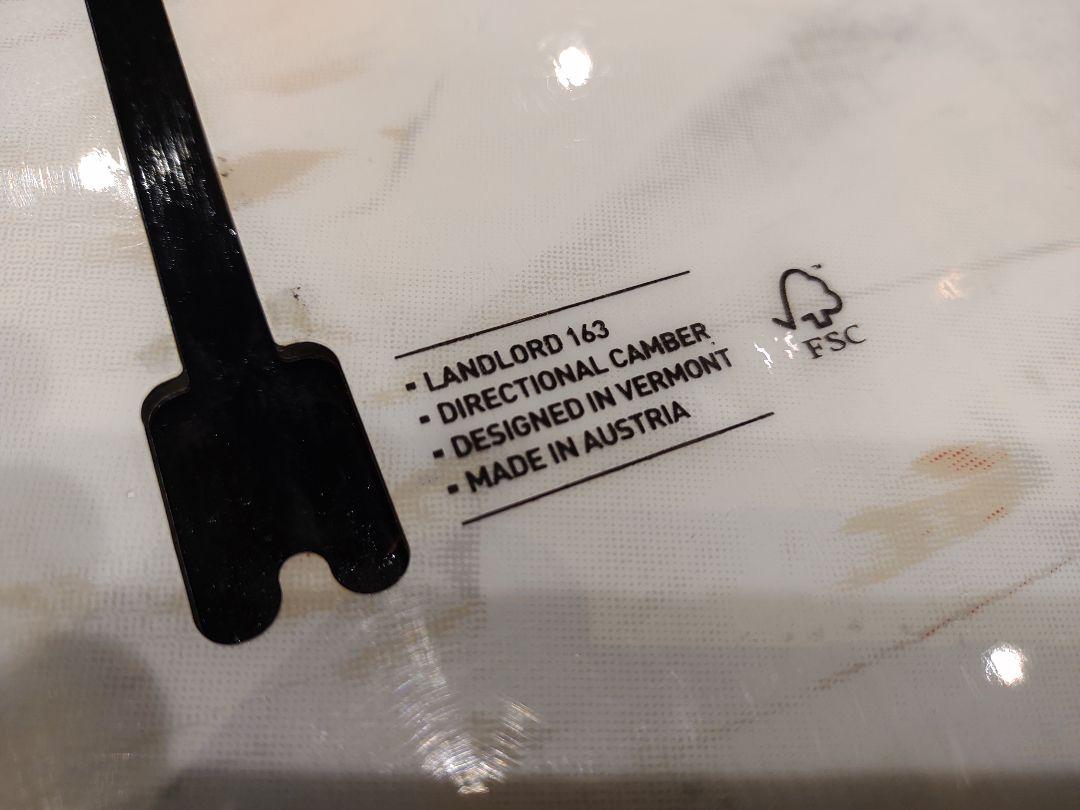 ▪ LANDLORD 163
▪ DIRECTIONAL CAMBER
▪ DESIGNED IN VERMONT
▪ MADE IN AUSTRIA
FSC